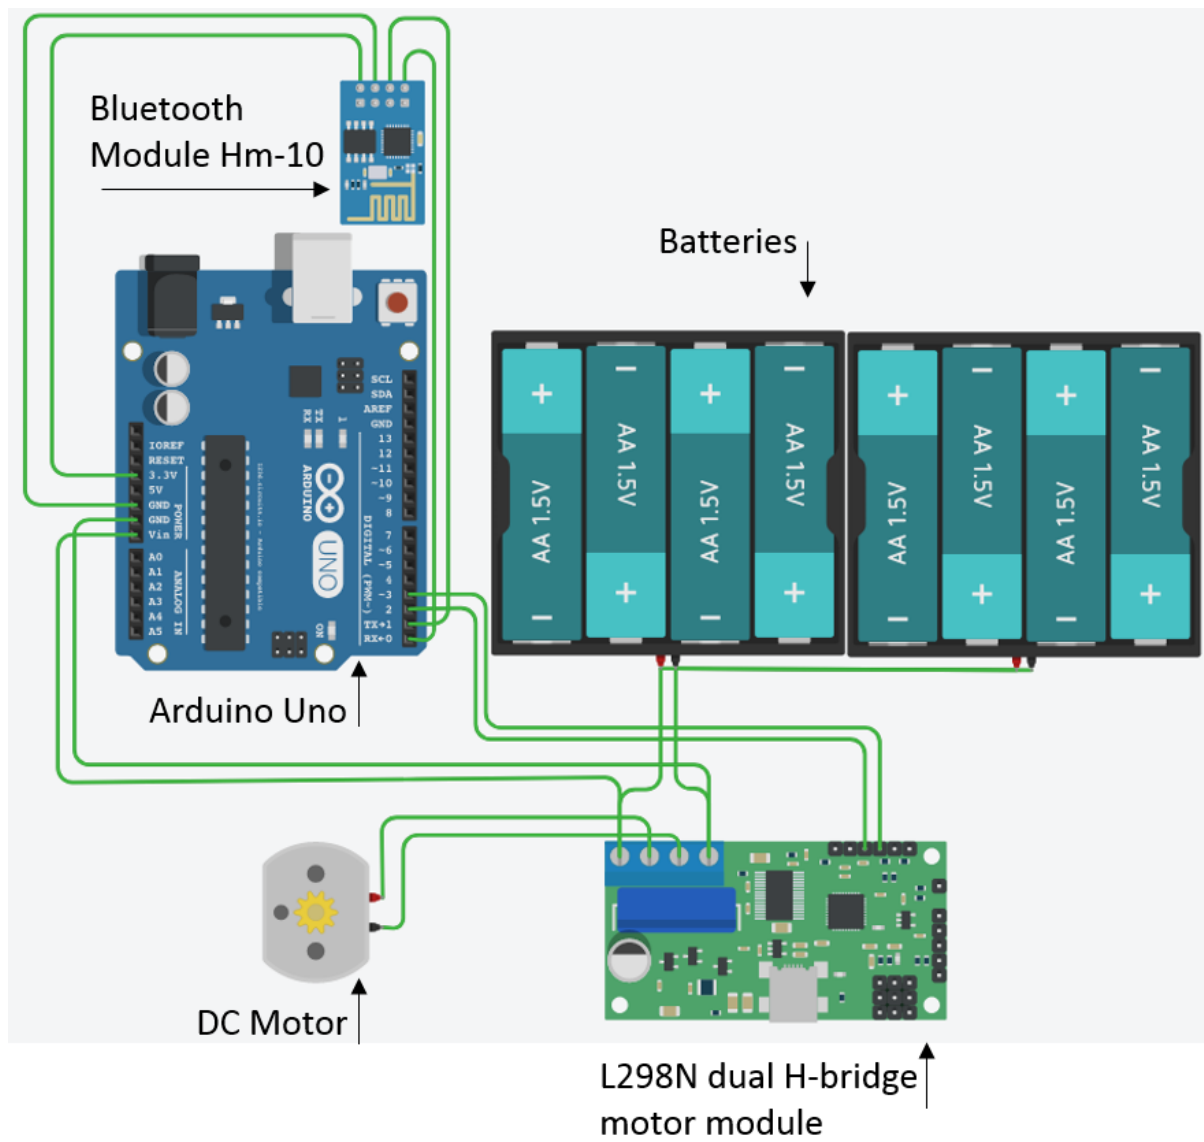 Bluetooth
Module Hm-10
Batteries
SCL
SDA
AREF
GND
13
12
~11
~10
~9
8
7
~6
~5
4
~3
2
TX→1
RX←0
DIGITAL (PWM~)
RX
TX
L
ARDUINO
UNO
ON
IOREF
RESET
3.3V
5V
GND
GND
Vin
POWER
A0
A1
A2
A3
A4
A5
ANALOG IN
AA 1.5V
AA 1.5V
AA 1.5V
AA 1.5V
AA 1.5V
AA 1.5V
AA 1.5V
AA 1.5V
Arduino Uno
DC Motor
L298N dual H-bridge
motor module